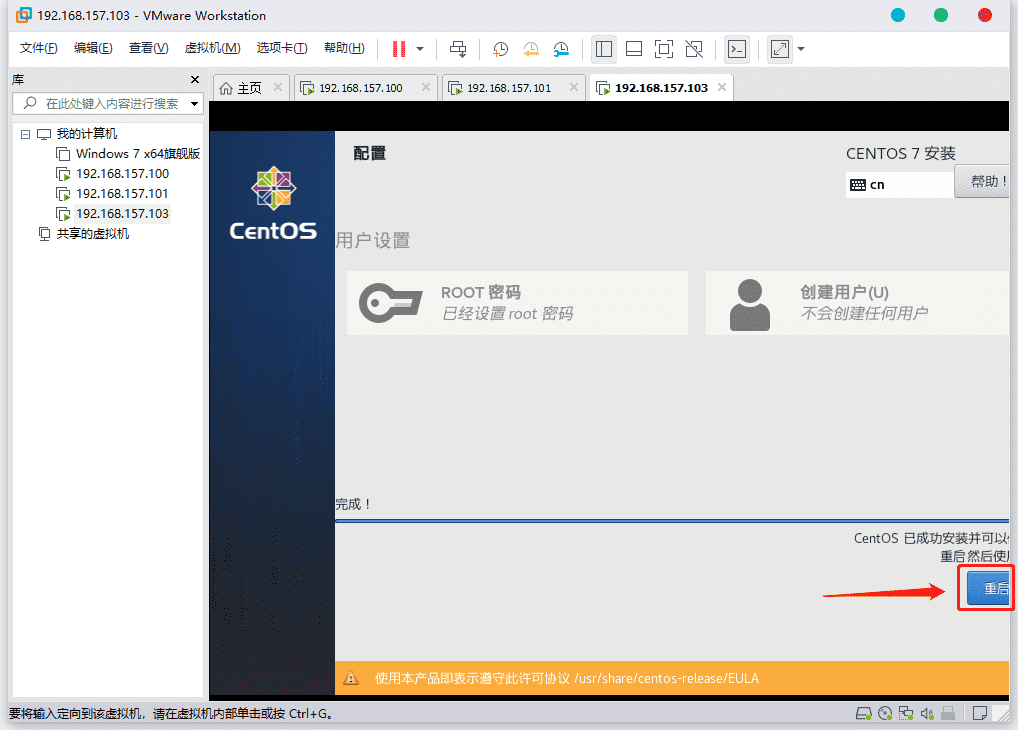 192.168.157.103 - VMware Workstation
文件(F) 编辑(E) 查看(V) 虚拟机(M) 选项卡(T) 帮助(H)
库
在此处键入内容进行搜索
主页 192.168.157.100 192.168.157.101 192.168.157.103
我的计算机
Windows 7 x64旗舰版
192.168.157.100
192.168.157.101
192.168.157.103
共享的虚拟机
CentOS
配置
CENTOS 7 安装
cn
帮助!
用户设置
ROOT 密码
已经设置 root 密码
创建用户(U)
不会创建任何用户
完成!
CentOS 已成功安装并可以
重启然后使
重启
使用本产品即表示遵守此许可协议 /usr/share/centos-release/EULA
要将输入定向到该虚拟机，请在虚拟机内部单击或按 Ctrl+G。